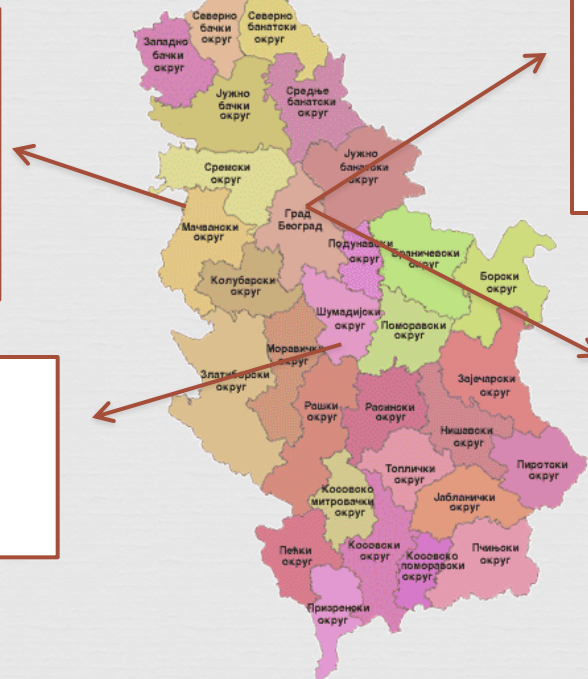 Северно
бачки
округ
Северно
банатски
округ
Западно
бачки
округ
Јужно
бачки
округ
Средње
банатски
округ
Јужно
банатски
округ
Сремски
округ
Мачвански
округ
Град
Београд
Подунавски
округ
Браничевски
округ
Борски
округ
Колубарски
округ
Шумадијски
округ
Поморавски
округ
Моравички
округ
Златиборски
округ
Зајечарски
округ
Рашки
округ
Расински
округ
Нишавски
округ
Топлички
округ
Пиротски
округ
Јабланички
округ
Косовско
митровачки
округ
Пећки
округ
Косовски
округ
Косовско
поморавски
округ
Пчињски
округ
Призренски
округ